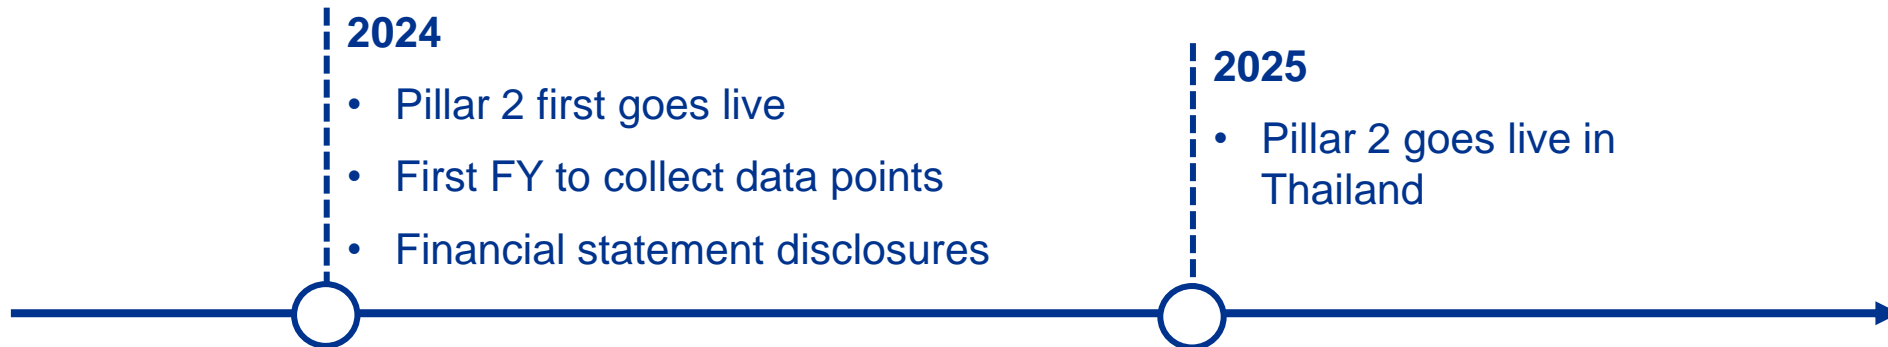 2024
• Pillar 2 first goes live
• First FY to collect data points
• Financial statement disclosures
2025
• Pillar 2 goes live in
Thailand